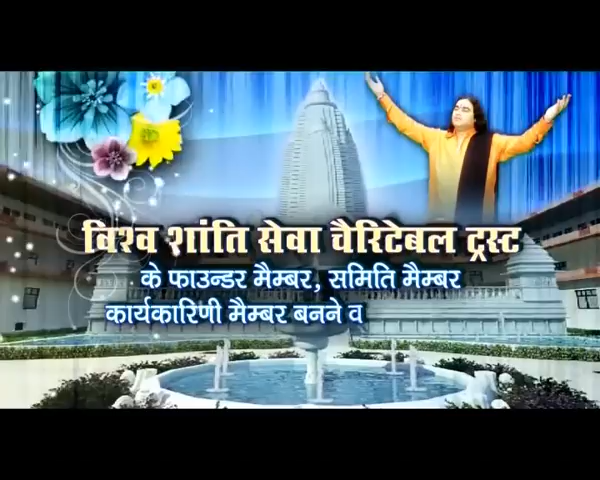 विश्व शांति सेवा चैरिटेबल ट्रस्ट
के फाउन्डर मैम्बर, समिति मैम्बर
कार्यकारिणी मैम्बर बनने व